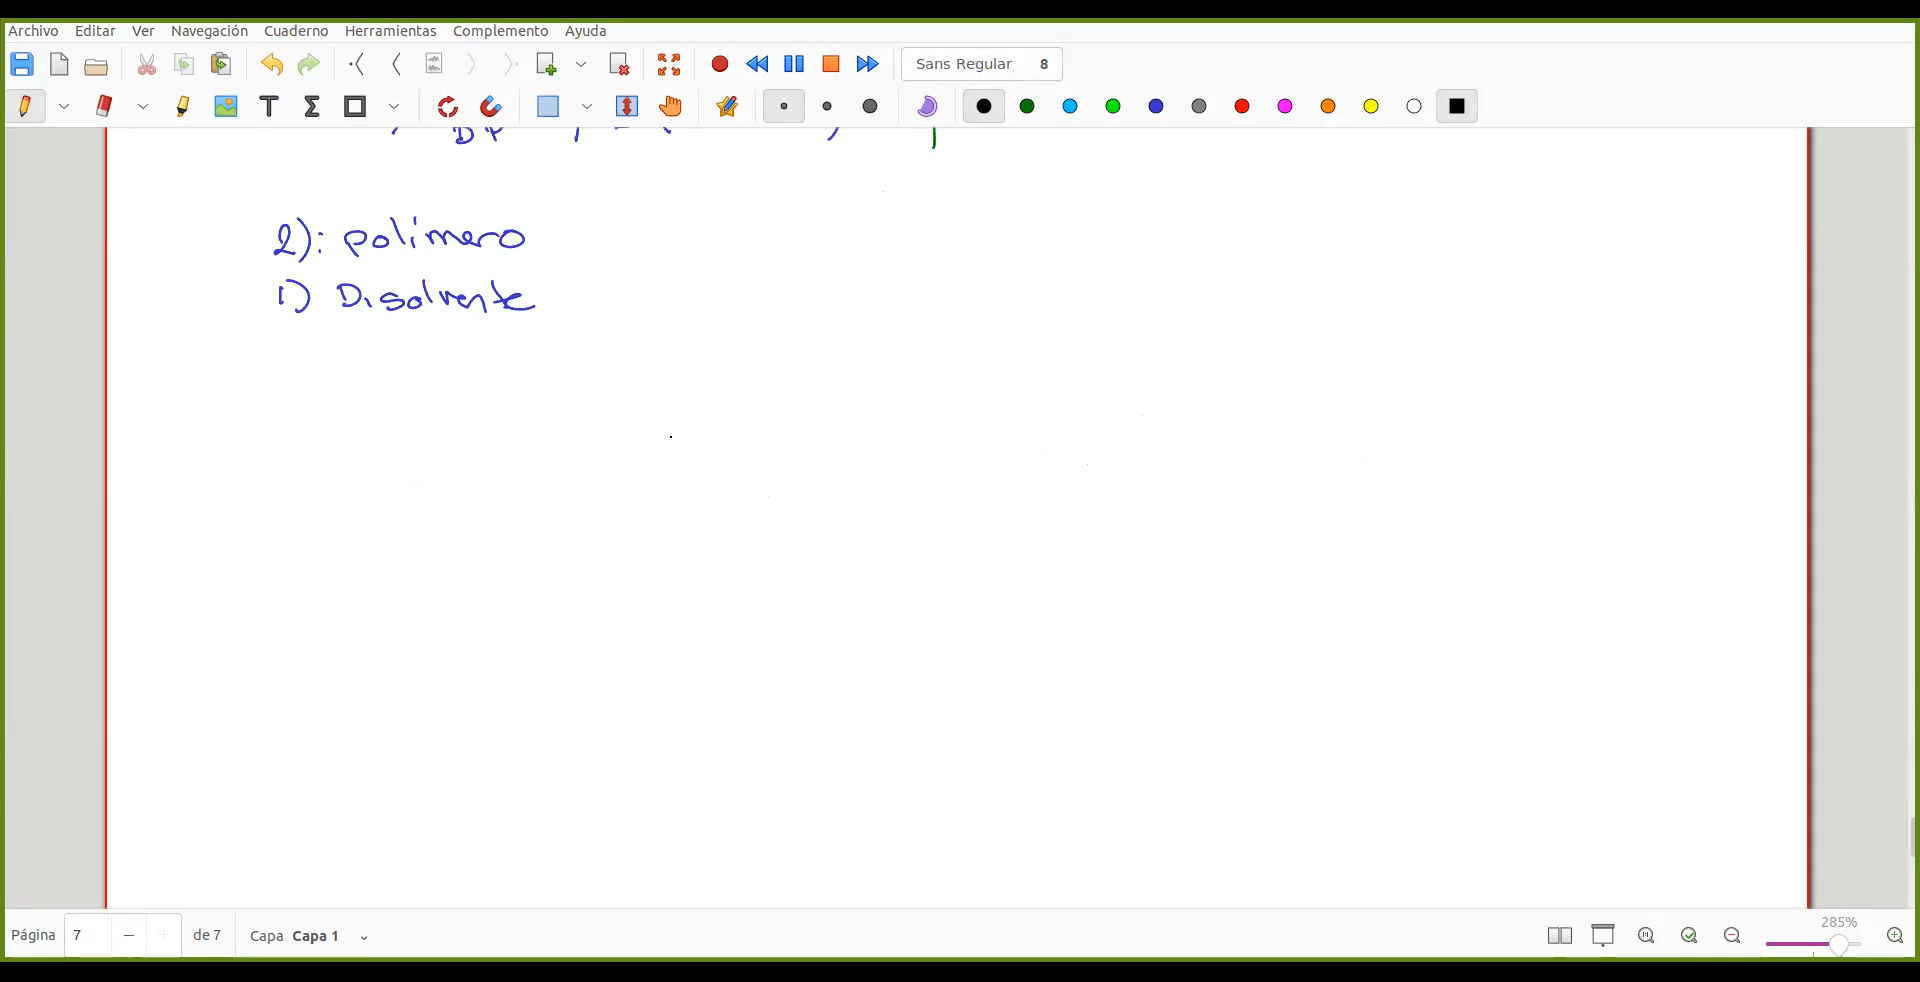 Archivo Editar Ver Navegación Cuaderno Herramientas Complemento Ayuda
Sans Regular 8
2): polimero
1) Disolvente
Página 7 de 7 Capa Capa 1 285%